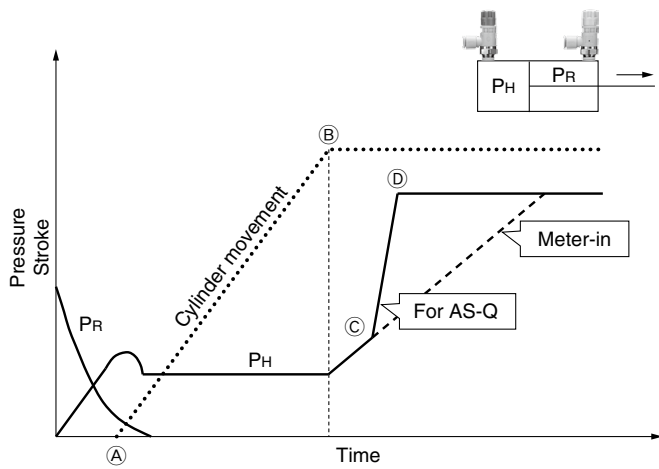 PH
PR
Ⓑ
Ⓓ
Pressure
Stroke
Cylinder movement
Meter-in
PR
Ⓒ
For AS-Q
PH
Ⓐ
Time